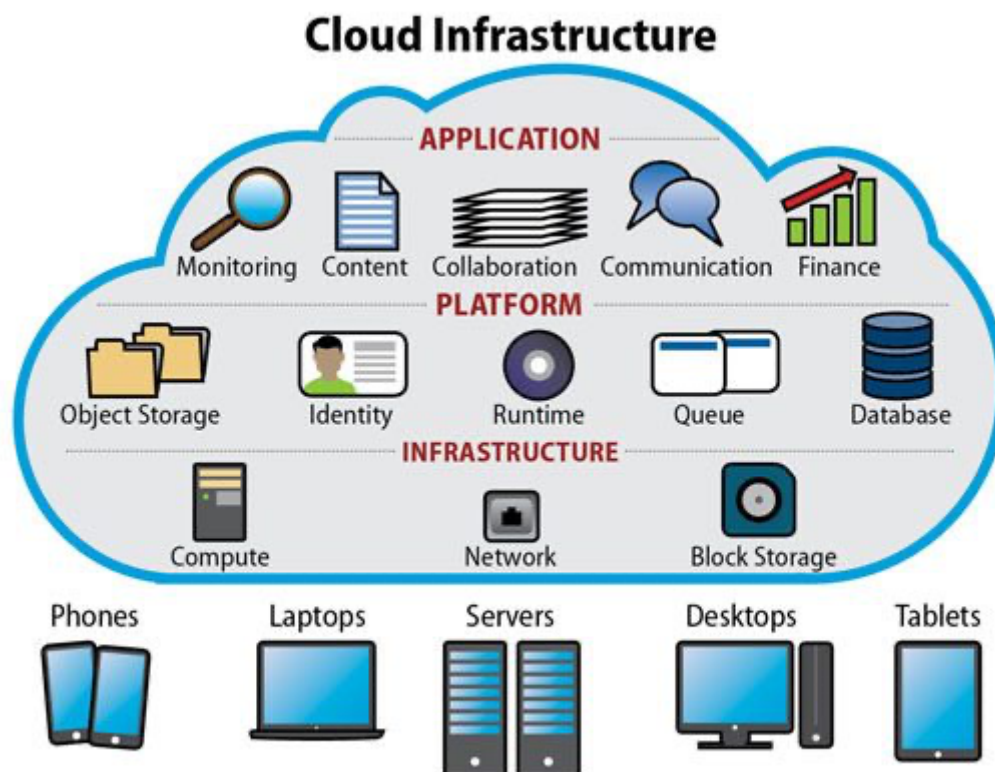 Cloud Infrastructure
APPLICATION
Monitoring Content Collaboration Communication Finance
PLATFORM
Object Storage Identity Runtime Queue Database
INFRASTRUCTURE
Compute Network Block Storage
Phones Laptops Servers Desktops Tablets